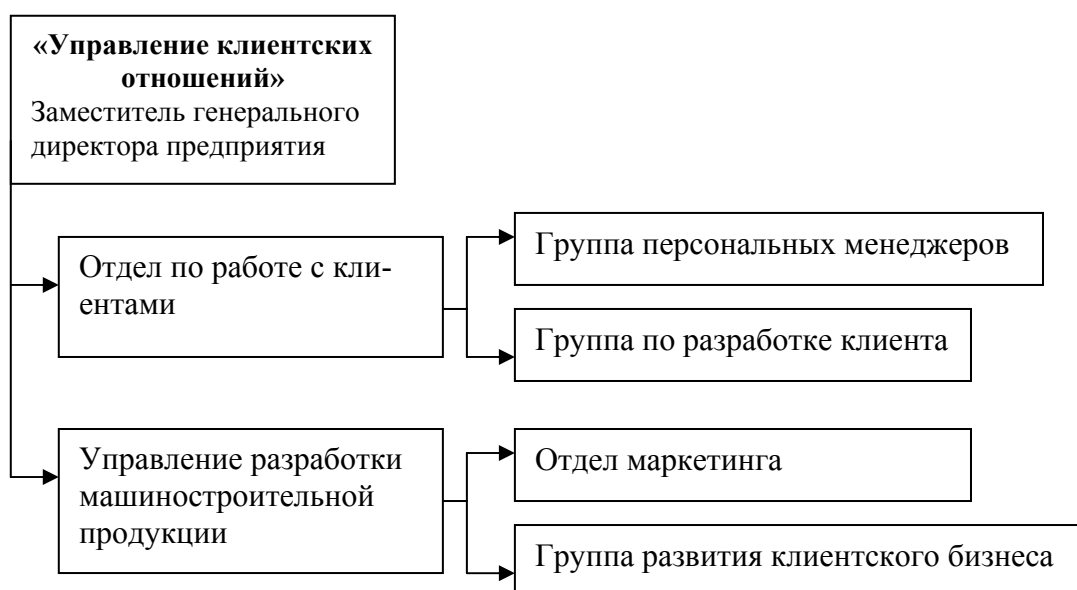 «Управление клиентских
отношений»
Заместитель генерального
директора предприятия
Отдел по работе с кли-
ентами
Группа персональных менеджеров
Группа по разработке клиента
Управление разработки
машиностроительной
продукции
Отдел маркетинга
Группа развития клиентского бизнеса